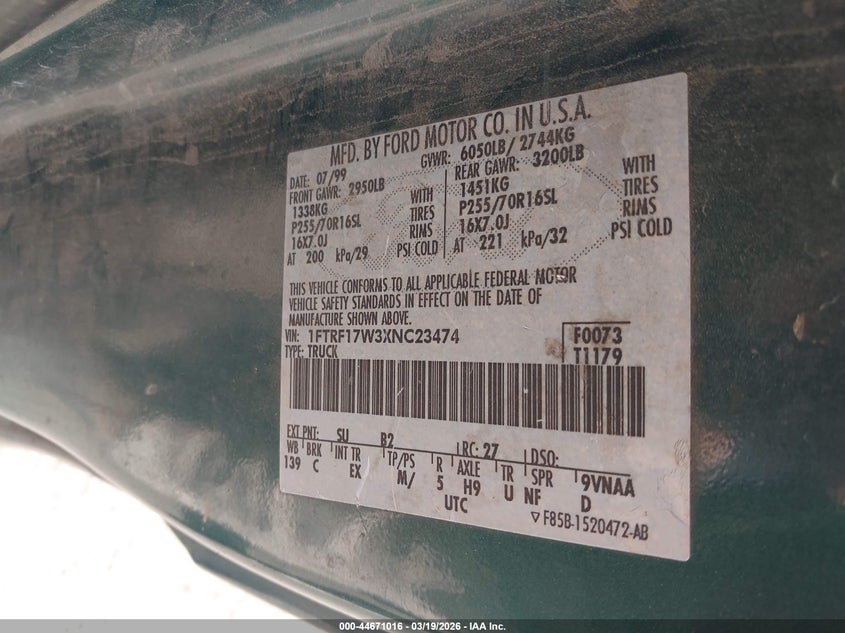 MFD. BY FORD MOTOR CO. IN U.S.A.
DATE: 07/99 GVWR: 6050LB/ 2744KG
FRONT GAWR: 2950LB REAR GAWR: 3200LB
1338KG WITH 1451KG WITH
P255/70R16SL TIRES P255/70R16SL TIRES
16X7.0J RIMS 16X7.0J RIMS
AT 200 kPa/29 PSI COLD AT 221 kPa/32 PSI COLD
THIS VEHICLE CONFORMS TO ALL APPLICABLE FEDERAL MOTOR
VEHICLE SAFETY STANDARDS IN EFFECT ON THE DATE OF
MANUFACTURE SHOWN ABOVE.
VIN: 1FTRF17W3XNC23474 F0073
TYPE: TRUCK T1179
EXT PNT: SU B2 RC: 27 DSO:
WB BRK INT TR TP/PS R AXLE TR SPR 9VNAA
139 C EX M/ 5 H9 U NF D
UTC
▽ F85B-1520472-AB
000-44671016 - 03/19/2026 - IAA Inc.